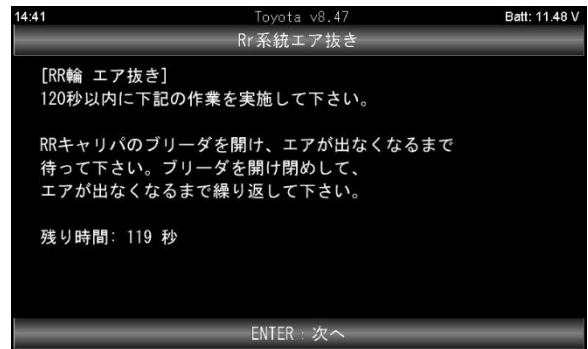 14:41 Toyota v8.47 Batt: 11.48 V
Rr系統エア抜き
[RR輪 エア抜き]
120秒以内に下記の作業を実施して下さい。
RRキャリパのブリーダを開け、エアが出なくなるまで
待って下さい。ブリーダを開け閉めして、
エアが出なくなるまで繰り返して下さい。
残り時間: 119 秒
ENTER : 次へ